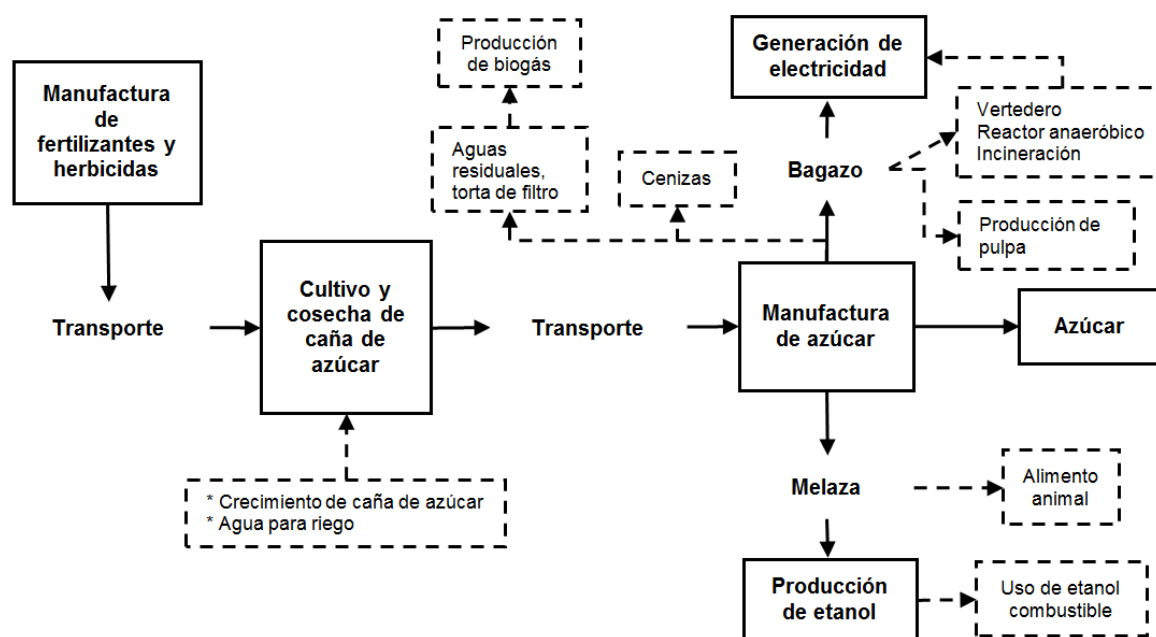 Manufactura
de
fertilizantes y
herbicidas
Transporte
Cultivo y
cosecha de
caña de
azúcar
* Crecimiento de caña de azúcar
* Agua para riego
Transporte
Producción
de biogás
Aguas
residuales,
torta de filtro
Cenizas
Generación de
electricidad
Bagazo
Vertedero
Reactor anaeróbico
Incineración
Producción de
pulpa
Manufactura
de azúcar
Azúcar
Melaza
Alimento
animal
Producción
de etanol
Uso de etanol
combustible